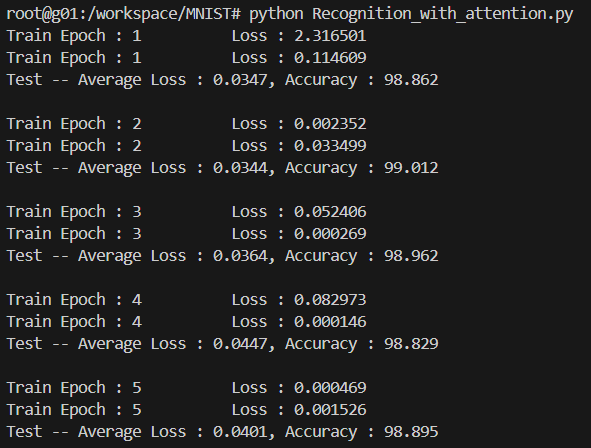 root@g01:/workspace/MNIST# python Recognition_with_attention.py
Train Epoch : 1 Loss : 2.316501
Train Epoch : 1 Loss : 0.114609
Test -- Average Loss : 0.0347, Accuracy : 98.862
Train Epoch : 2 Loss : 0.002352
Train Epoch : 2 Loss : 0.033499
Test -- Average Loss : 0.0344, Accuracy : 99.012
Train Epoch : 3 Loss : 0.052406
Train Epoch : 3 Loss : 0.000269
Test -- Average Loss : 0.0364, Accuracy : 98.962
Train Epoch : 4 Loss : 0.082973
Train Epoch : 4 Loss : 0.000146
Test -- Average Loss : 0.0447, Accuracy : 98.829
Train Epoch : 5 Loss : 0.000469
Train Epoch : 5 Loss : 0.001526
Test -- Average Loss : 0.0401, Accuracy : 98.895